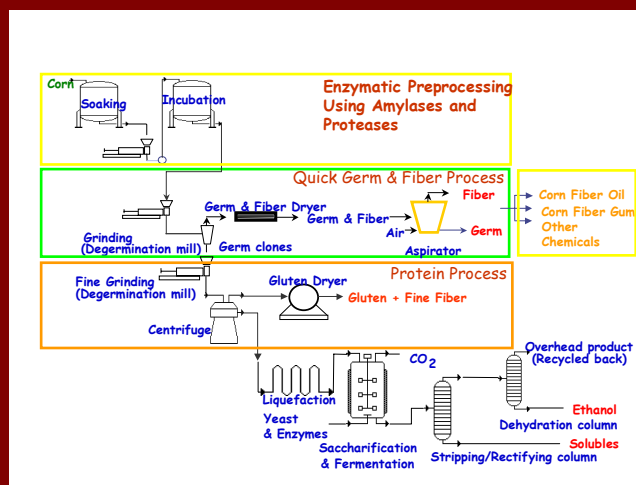 Corn
Soaking
Incubation
Enzymatic Preprocessing
Using Amylases and
Proteases
Quick Germ & Fiber Process
Fiber
Germ & Fiber Dryer
Germ & Fiber
Air
Germ
Aspirator
Grinding
(Degermination mill)
Germ clones
Corn Fiber Oil
Corn Fiber Gum
Other
Chemicals
Protein Process
Fine Grinding
(Degermination mill)
Gluten Dryer
Gluten + Fine Fiber
Centrifuge
Overhead product
(Recycled back)
CO2
Liquefaction
Yeast
& Enzymes
Saccharification
& Fermentation
Ethanol
Dehydration column
Solubles
Stripping/Rectifying column